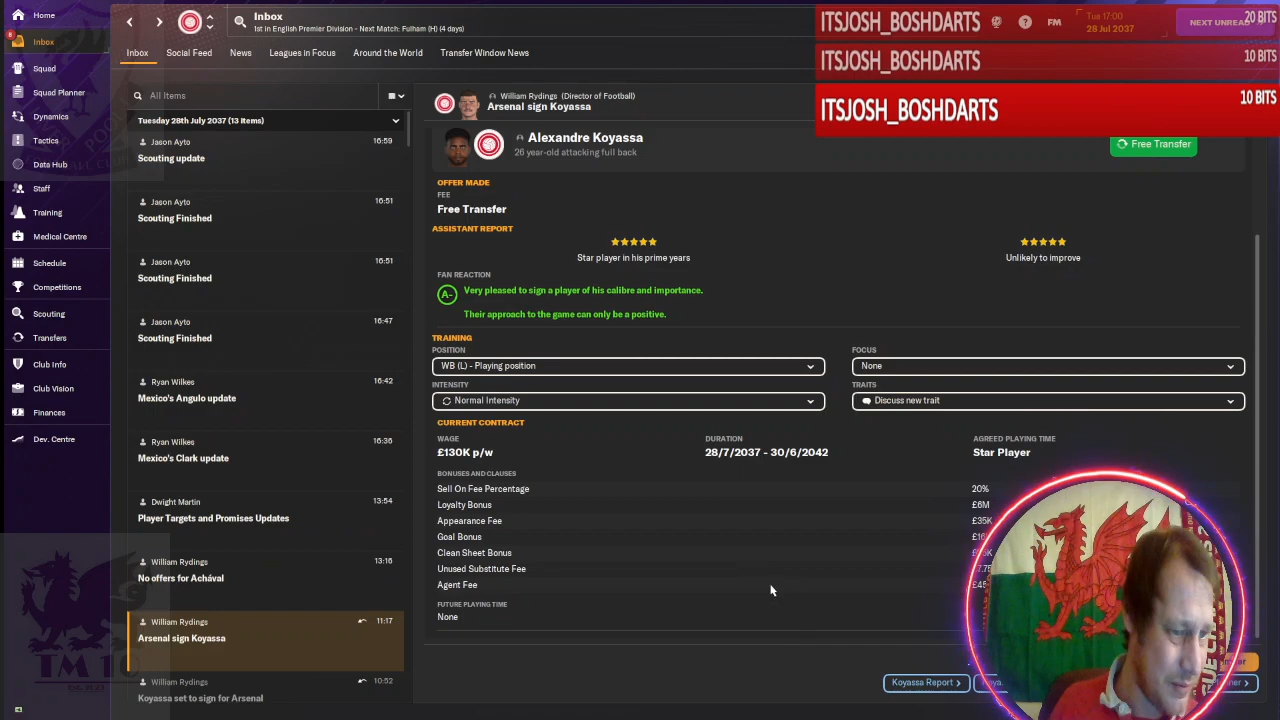 Home
Inbox
8
Squad
Squad Planner
Dynamics
Tactics
Data Hub
Staff
Training
Medical Centre
Schedule
Competitions
Scouting
Transfers
Club Info
Club Vision
Finances
Dev. Centre
Inbox
1st in English Premier Division - Next Match: Fulham (H) (4 days)
FM
Tue 17:00
28 Jul 2037
NEXT UNREAD
ITSJOSH_BOSHDARTS 20 BITS
ITSJOSH_BOSHDARTS 10 BITS
ITSJOSH_BOSHDARTS 10 BITS
Inbox Social Feed News Leagues in Focus Around the World Transfer Window News
All Items
Tuesday 28th July 2037 (13 Items)
Jason Ayto 16:59
Scouting update
Jason Ayto 16:51
Scouting Finished
Jason Ayto 16:51
Scouting Finished
Jason Ayto 16:47
Scouting Finished
Ryan Wilkes 16:42
Mexico's Angulo update
Ryan Wilkes 16:36
Mexico's Clark update
Dwight Martin 13:54
Player Targets and Promises Updates
William Rydings 13:16
No offers for Achával
William Rydings 11:17
Arsenal sign Koyassa
William Rydings 10:52
Koyassa set to sign for Arsenal
TM10
William Rydings (Director of Football)
Arsenal sign Koyassa
Alexandre Koyassa
26 year-old attacking full back
Free Transfer
OFFER MADE
FEE
Free Transfer
ASSISTANT REPORT
Star player in his prime years Unlikely to improve
FAN REACTION
A- Very pleased to sign a player of his calibre and importance.
Their approach to the game can only be a positive.
TRAINING
POSITION FOCUS
WB (L) - Playing position None
INTENSITY TRAITS
Normal Intensity Discuss new trait
CURRENT CONTRACT
WAGE DURATION AGREED PLAYING TIME
£130K p/w 28/7/2037 - 30/6/2042 Star Player
BONUSES AND CLAUSES
Sell On Fee Percentage 20%
Loyalty Bonus £6M
Appearance Fee £35K
Goal Bonus
Clean Sheet Bonus
Unused Substitute Fee
Agent Fee
FUTURE PLAYING TIME
None
Koyassa Report